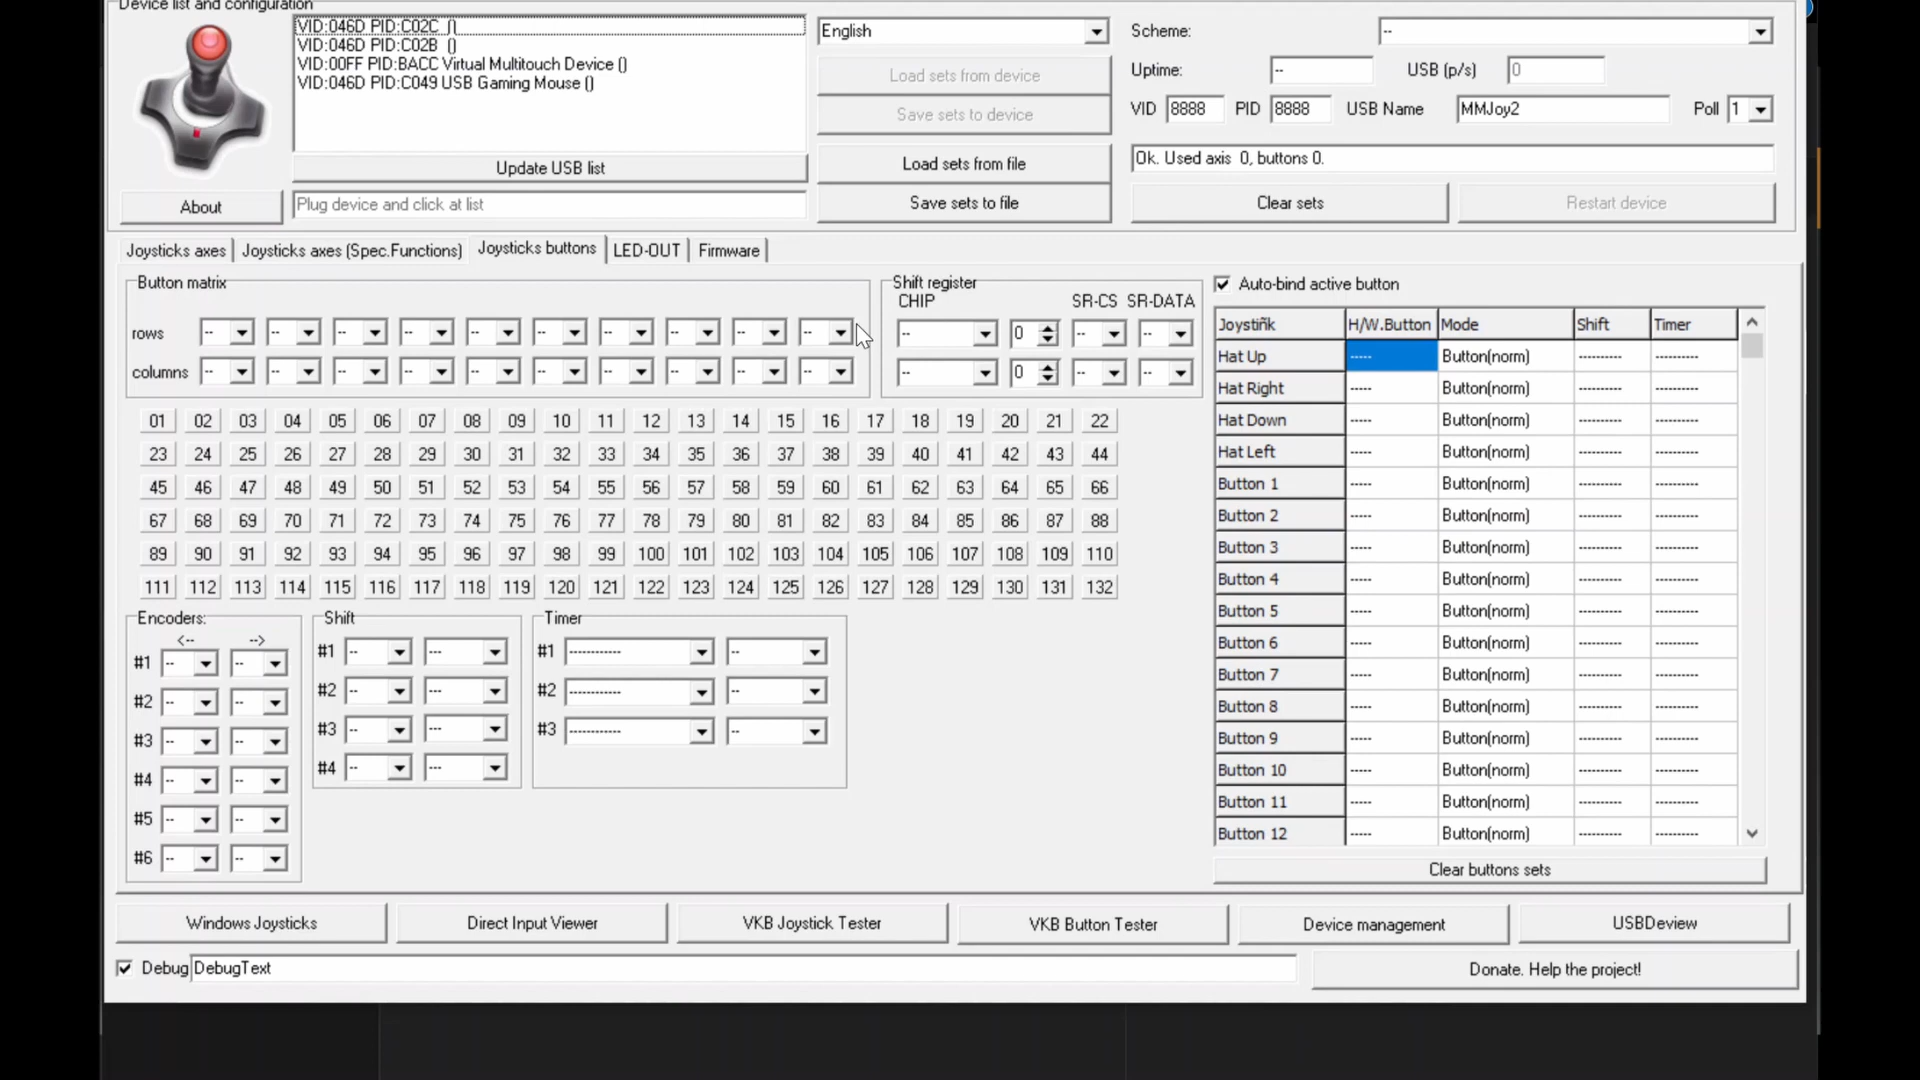 Device list and configuration
VID:046D PID:C02C ()
VID:046D PID:C02B ()
VID:00FF PID:BACC Virtual Multitouch Device ()
VID:046D PID:C049 USB Gaming Mouse ()
Update USB list
About
Plug device and click at list
English
Load sets from device
Save sets to device
Load sets from file
Save sets to file
Scheme: --
Uptime: -- USB (p/s) 0
VID 8888 PID 8888 USB Name MMJoy2 Poll 1
Ok. Used axis 0, buttons 0.
Clear sets Restart device
Joysticks axes Joysticks axes (Spec.Functions) Joysticks buttons LED-OUT Firmware
Button matrix
rows -- -- -- -- -- -- -- -- -- --
columns -- -- -- -- -- -- -- -- -- --
Shift register
CHIP SR-CS SR-DATA
-- 0 -- --
-- 0 -- --
01 02 03 04 05 06 07 08 09 10 11 12 13 14 15 16 17 18 19 20 21 22
23 24 25 26 27 28 29 30 31 32 33 34 35 36 37 38 39 40 41 42 43 44
45 46 47 48 49 50 51 52 53 54 55 56 57 58 59 60 61 62 63 64 65 66
67 68 69 70 71 72 73 74 75 76 77 78 79 80 81 82 83 84 85 86 87 88
89 90 91 92 93 94 95 96 97 98 99 100 101 102 103 104 105 106 107 108 109 110
111 112 113 114 115 116 117 118 119 120 121 122 123 124 125 126 127 128 129 130 131 132
Encoders:
<-- -->
#1 -- --
#2 -- --
#3 -- --
#4 -- --
#5 -- --
#6 -- --
Shift
#1 -- ---
#2 -- ---
#3 -- ---
#4 -- ---
Timer
#1 ------------ --
#2 ------------ --
#3 ------------ --
Auto-bind active button
Joystiñk H/W.Button Mode Shift Timer
Hat Up ----- Button(norm) --------- ---------
Hat Right ----- Button(norm) --------- ---------
Hat Down ----- Button(norm) --------- ---------
Hat Left ----- Button(norm) --------- ---------
Button 1 ----- Button(norm) --------- ---------
Button 2 ----- Button(norm) --------- ---------
Button 3 ----- Button(norm) --------- ---------
Button 4 ----- Button(norm) --------- ---------
Button 5 ----- Button(norm) --------- ---------
Button 6 ----- Button(norm) --------- ---------
Button 7 ----- Button(norm) --------- ---------
Button 8 ----- Button(norm) --------- ---------
Button 9 ----- Button(norm) --------- ---------
Button 10 ----- Button(norm) --------- ---------
Button 11 ----- Button(norm) --------- ---------
Button 12 ----- Button(norm) --------- ---------
Clear buttons sets
Windows Joysticks Direct Input Viewer VKB Joystick Tester VKB Button Tester Device management USBDeview
Debug DebugText Donate. Help the project!